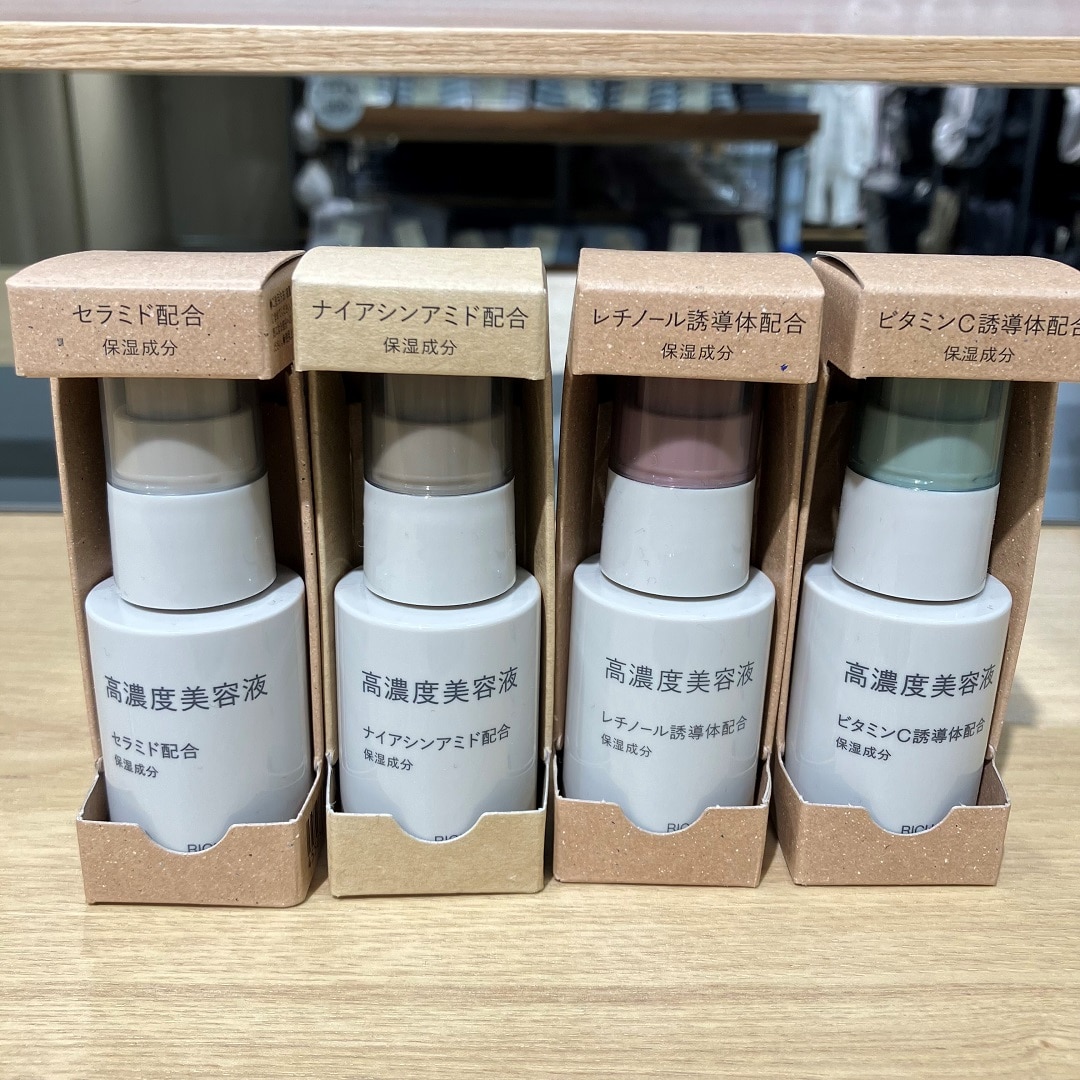 セラミド配合
保湿成分
ナイアシンアミド配合
保湿成分
レチノール誘導体配合
保湿成分
ビタミンC誘導体配合
保湿成分
高濃度美容液
セラミド配合
保湿成分
高濃度美容液
ナイアシンアミド配合
保湿成分
高濃度美容液
レチノール誘導体配合
保湿成分
高濃度美容液
ビタミンC誘導体配合
保湿成分